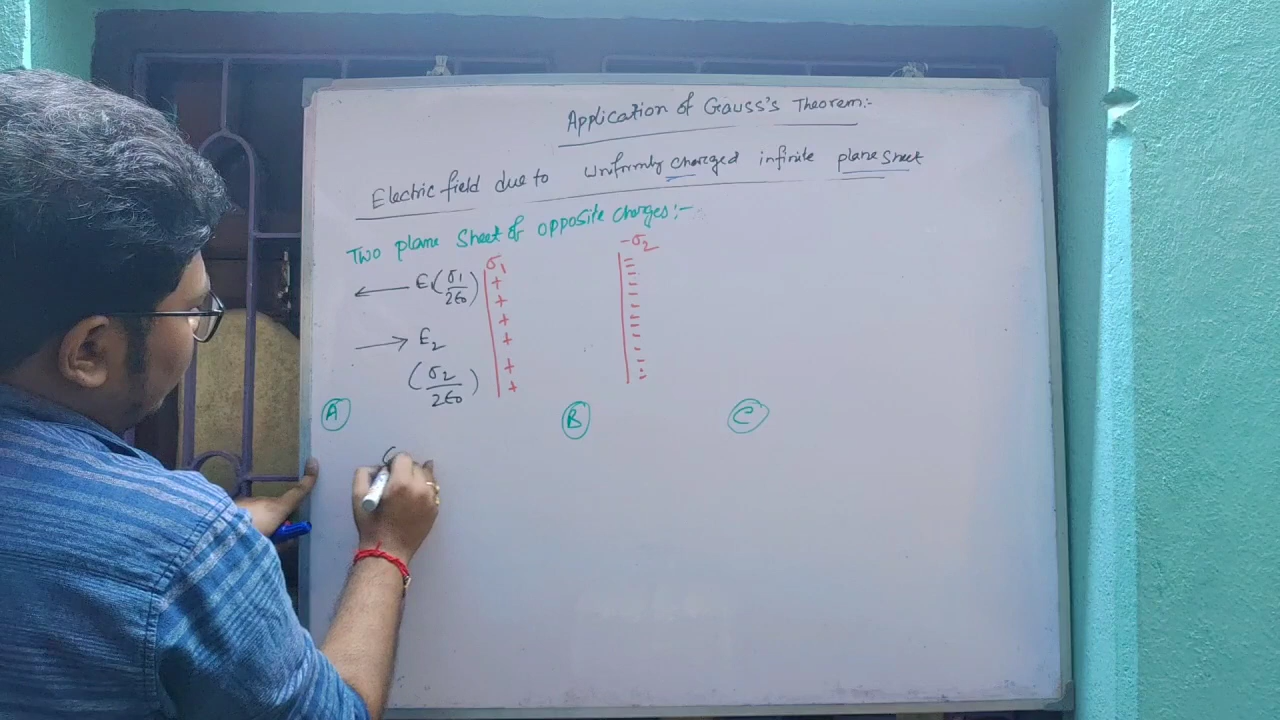 Application of Gauss's Theorem:-
Electric field due to uniformly charged infinite plane sheet
Two plane sheet of opposite charges:-
σ1
-σ2
E1(σ1/2ε0)
+
+
+
+
+
+
E2
(σ2/2ε0)
A
B
C